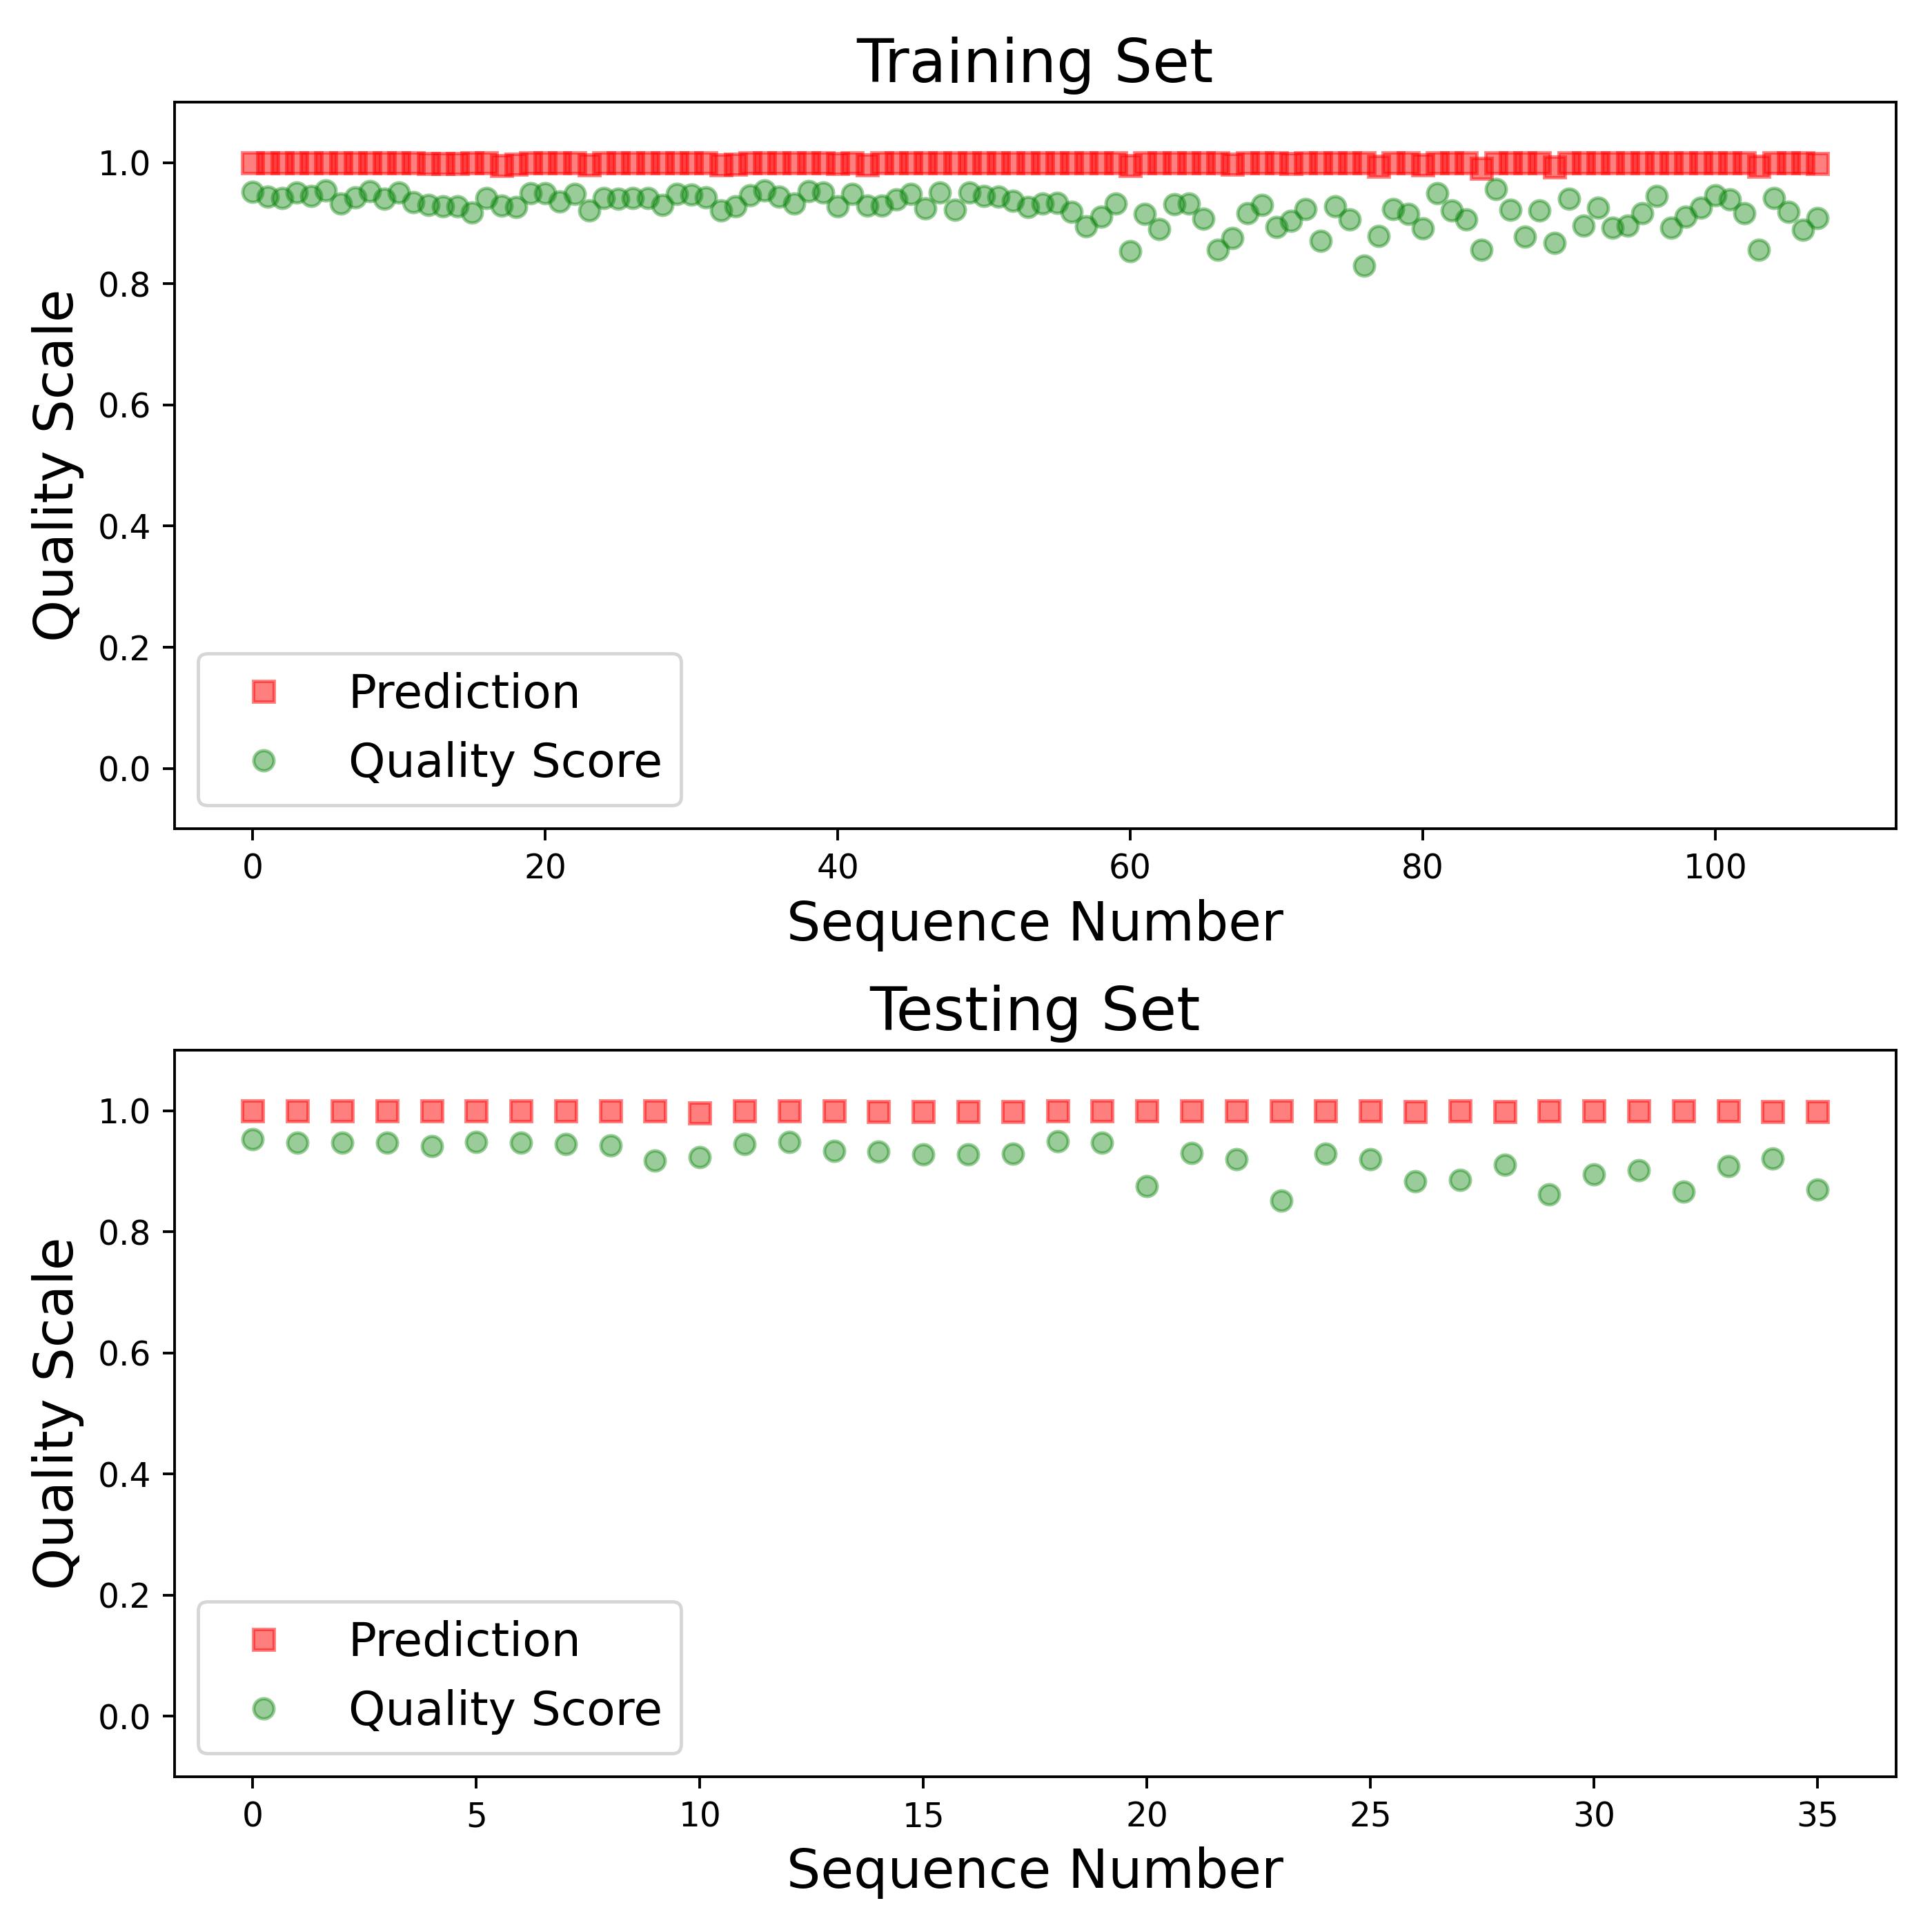 Training Set
Quality Scale
1.0
0.8
0.6
0.4
0.2
0.0
Prediction
Quality Score
0 20 40 60 80 100
Sequence Number
Testing Set
Quality Scale
1.0
0.8
0.6
0.4
0.2
0.0
Prediction
Quality Score
0 5 10 15 20 25 30 35
Sequence Number